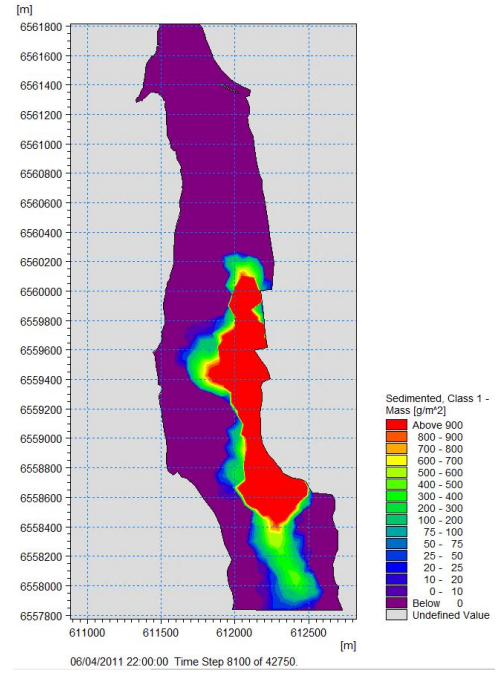 [m]
6561800
6561600
6561400
6561200
6561000
6560800
6560600
6560400
6560200
6560000
6559800
6559600
6559400
6559200
6559000
6558800
6558600
6558400
6558200
6558000
6557800
611000 611500 612000 612500
[m]
06/04/2011 22:00:00 Time Step 8100 of 42750.
Sedimented, Class 1 -
Mass [g/m^2]
Above 900
800 - 900
700 - 800
600 - 700
500 - 600
400 - 500
300 - 400
200 - 300
100 - 200
75 - 100
50 - 75
25 - 50
20 - 25
10 - 20
0 - 10
Below 0
Undefined Value